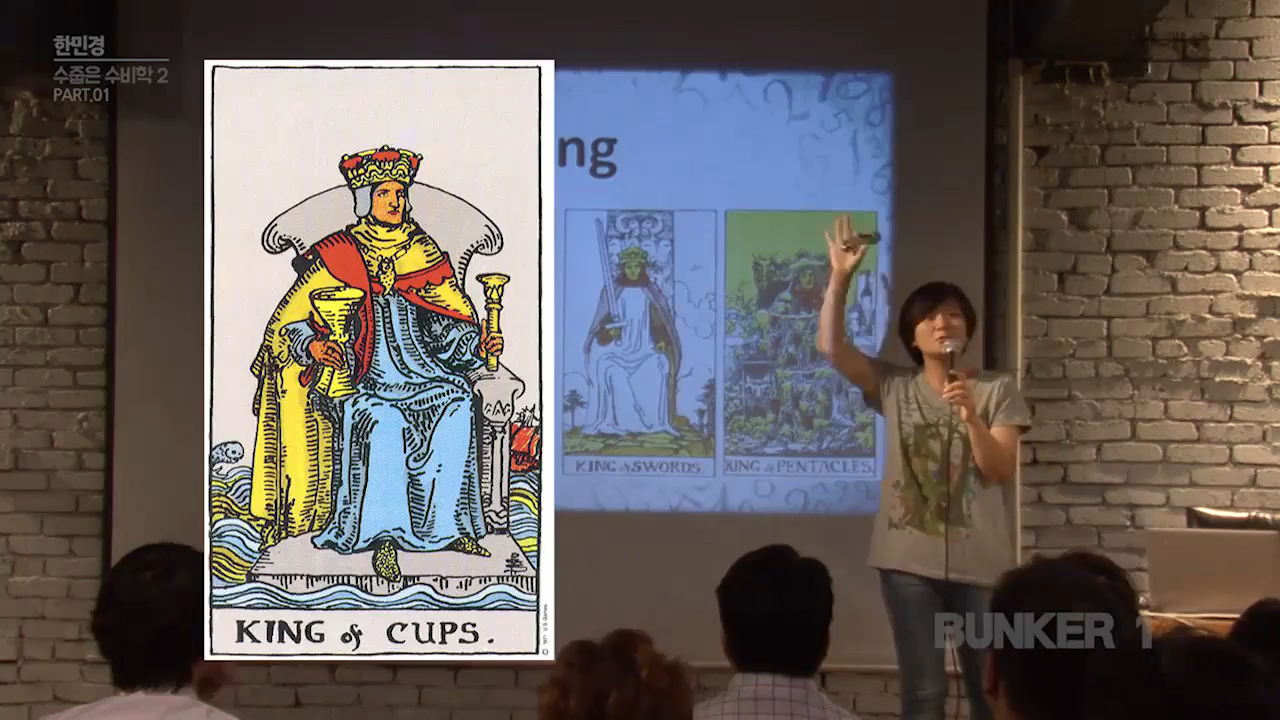 한민경
수줍은 수비학 2
PART.01
ng
KING of SWORDS.
KING of PENTACLES.
KING of CUPS.
BUNKER 1